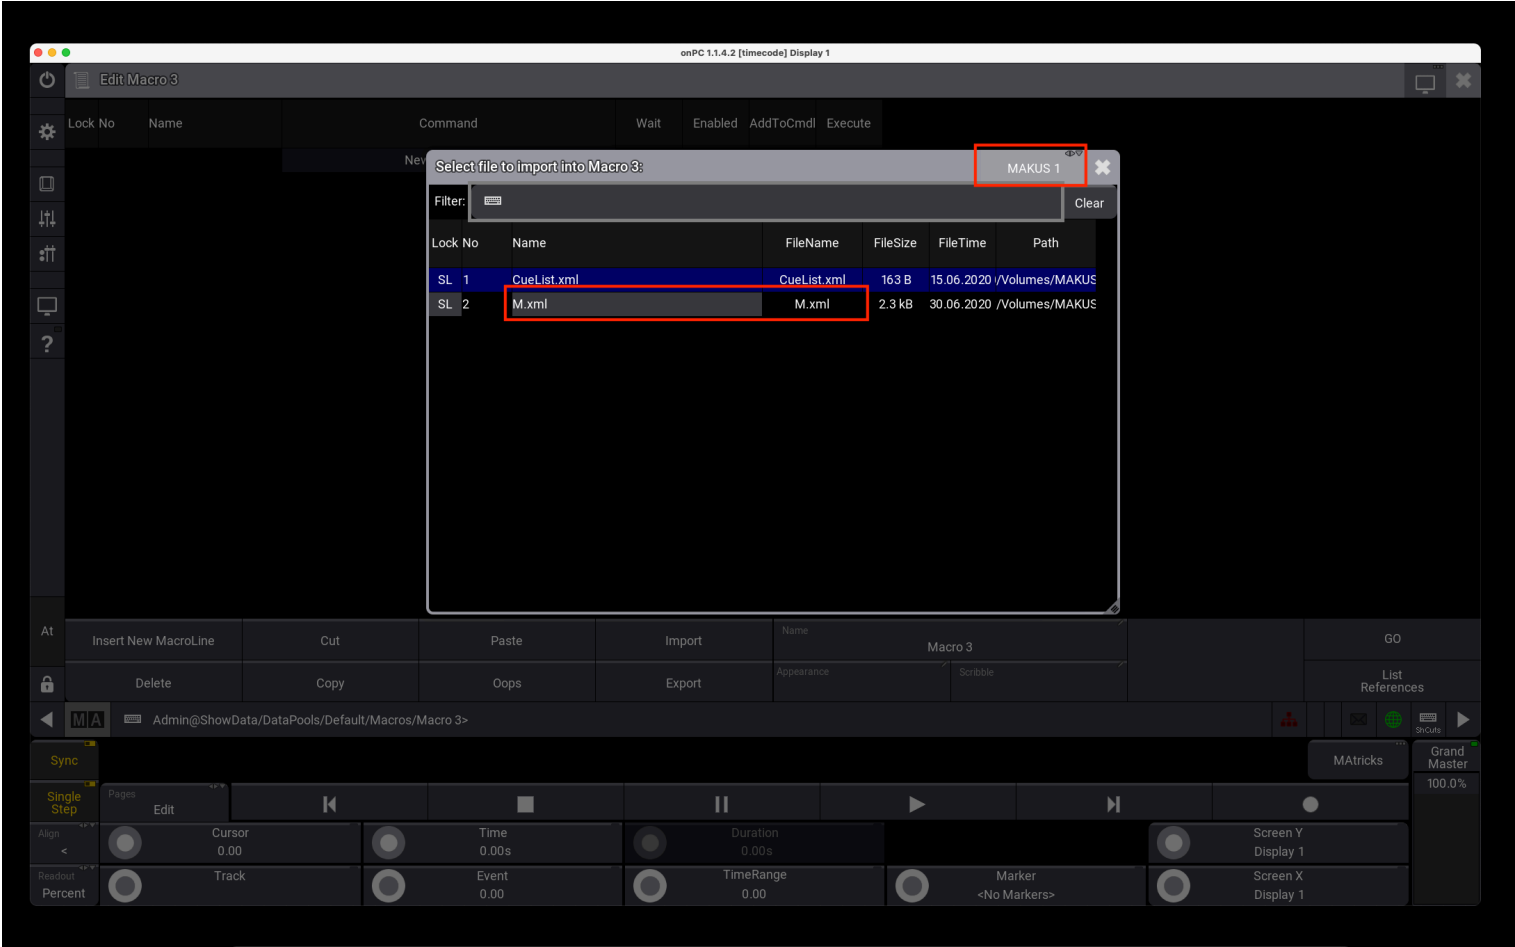 onPC 1.1.4.2 [timecode] Display 1
Edit Macro 3
Lock No Name Command Wait Enabled AddToCmdl Execute
New
Select file to import into Macro 3: MAKUS 1
Filter: Clear
Lock No Name FileName FileSize FileTime Path
SL 1 CueList.xml CueList.xml 163 B 15.06.2020 /Volumes/MAKUS
SL 2 M.xml M.xml 2.3 kB 30.06.2020 /Volumes/MAKUS
?
At
Insert New MacroLine Cut Paste Import Name Macro 3 GO
Delete Copy Oops Export Appearance Scribble List References
MA Admin@ShowData/DataPools/Default/Macros/Macro 3> ShCuts
Sync MAtricks Grand Master
100.0%
Single Step Pages Edit
Align < Cursor 0.00 Time 0.00s Duration 0.00s Screen Y Display 1
Readout Percent Track Event 0.00 TimeRange 0.00 Marker <No Markers> Screen X Display 1